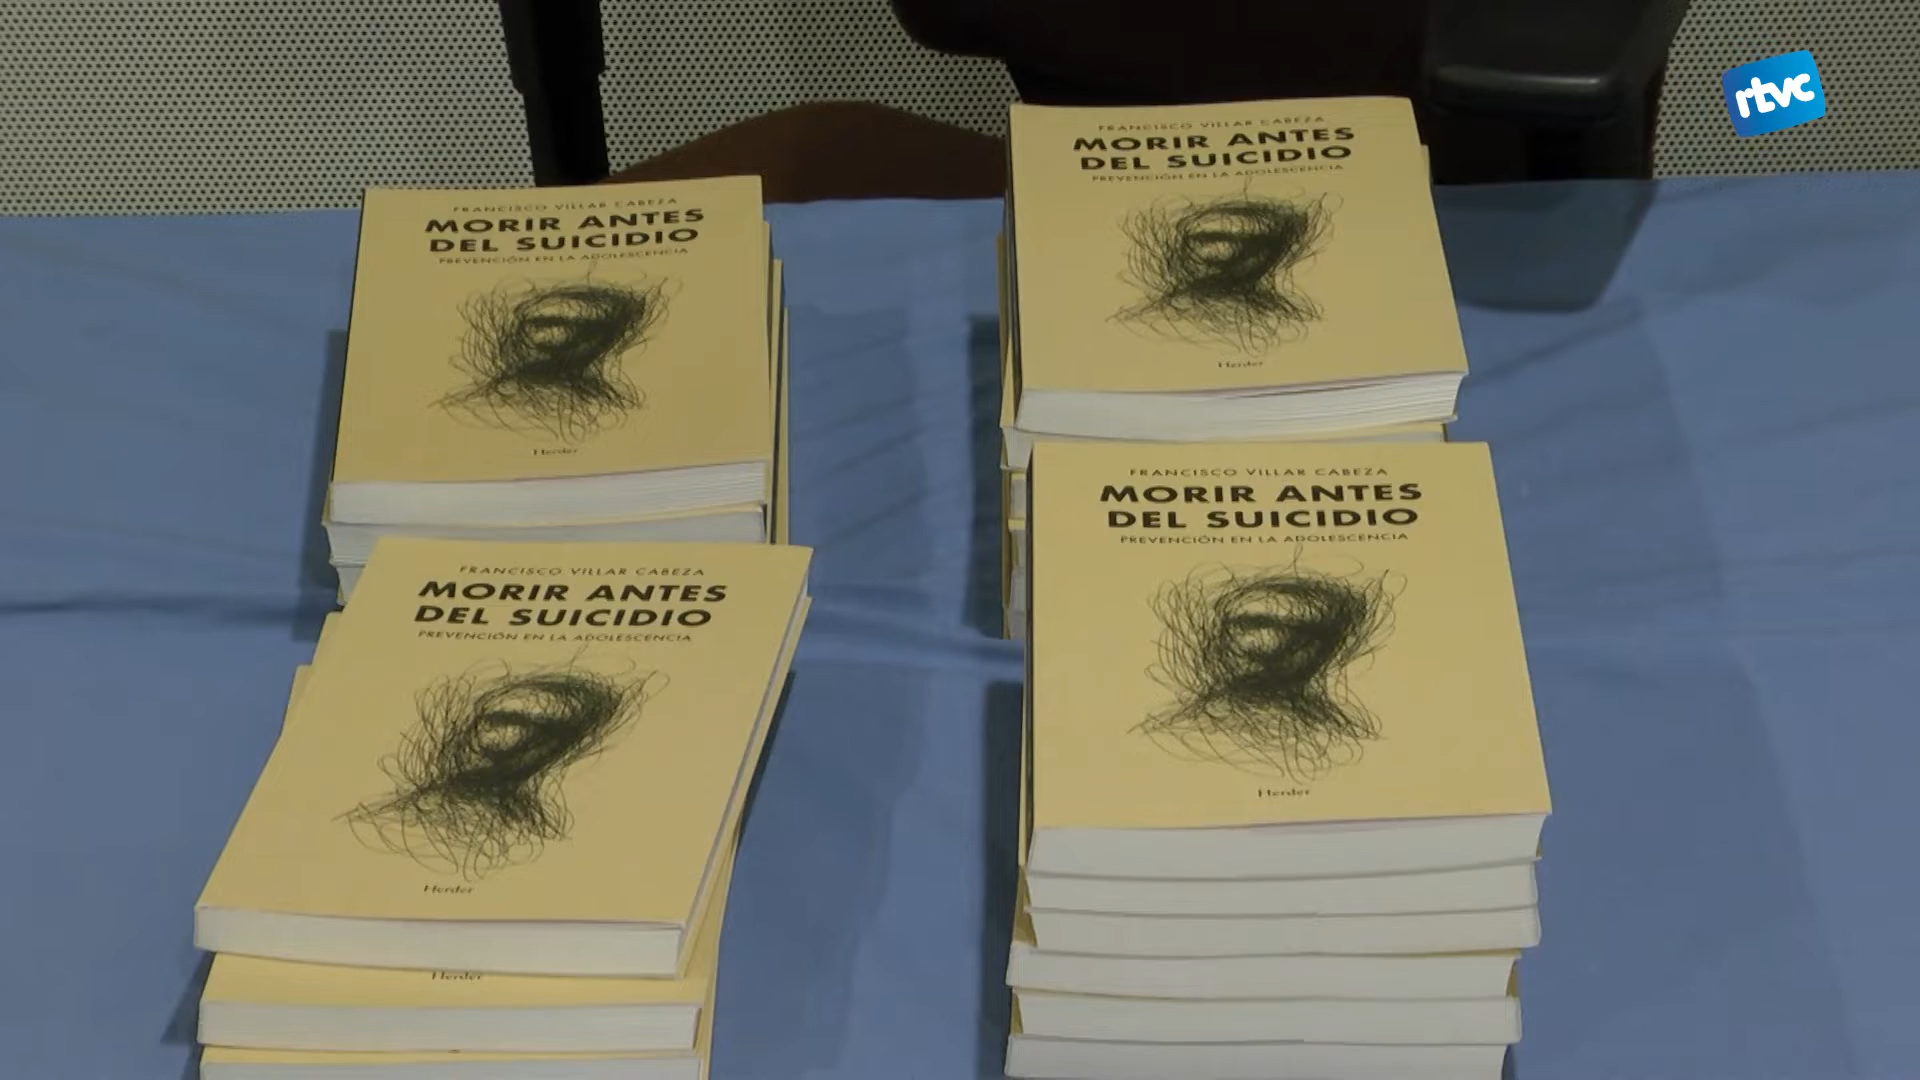 rtvc
FRANCISCO VILLAR CABEZA
MORIR ANTES
DEL SUICIDIO
PREVENCIÓN EN LA ADOLESCENCIA
Herder
FRANCISCO VILLAR CABEZA
MORIR ANTES
DEL SUICIDIO
PREVENCIÓN EN LA ADOLESCENCIA
Herder
FRANCISCO VILLAR CABEZA
MORIR ANTES
DEL SUICIDIO
PREVENCIÓN EN LA ADOLESCENCIA
Herder
Herder
FRANCISCO VILLAR CABEZA
MORIR ANTES
DEL SUICIDIO
PREVENCIÓN EN LA ADOLESCENCIA
Herder